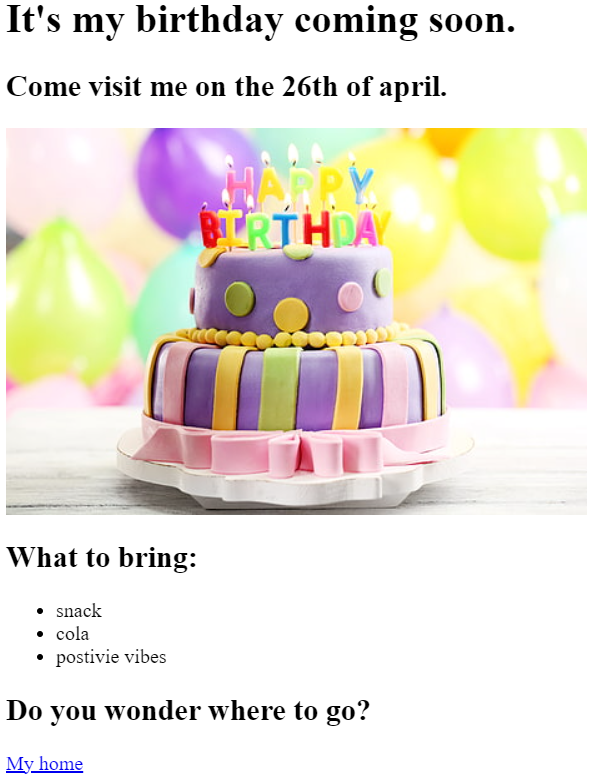 It's my birthday coming soon.
Come visit me on the 26th of april.
HAPPY
BIRTHDAY
What to bring:
snack
cola
postivie vibes
Do you wonder where to go?
My home